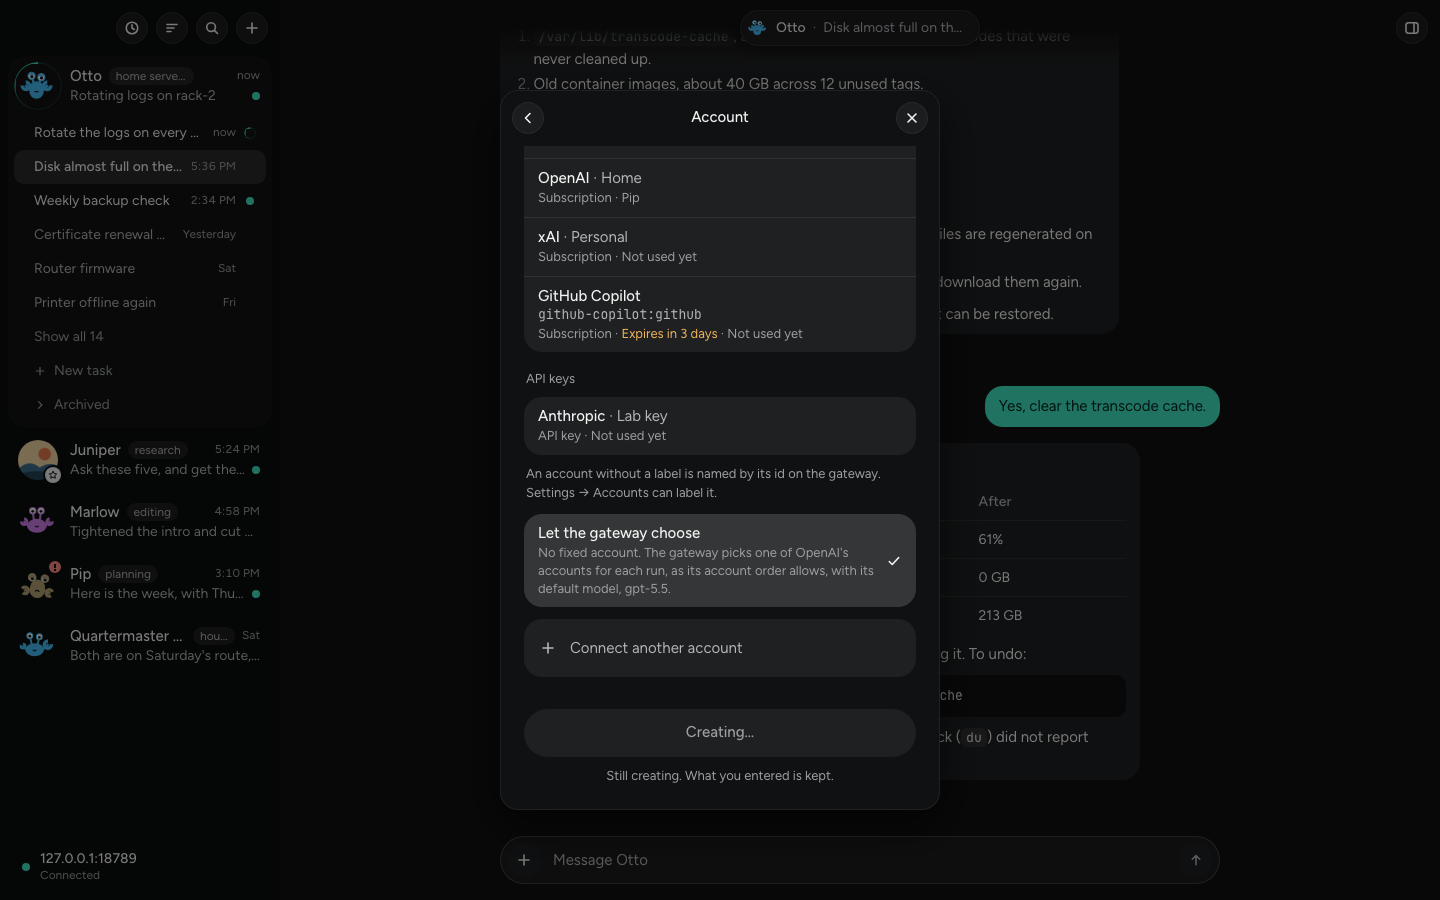 Otto home serve... now
Rotating logs on rack-2
Rotate the logs on every ... now
Disk almost full on the... 5:36 PM
Weekly backup check 2:34 PM
Certificate renewal ... Yesterday
Router firmware Sat
Printer offline again Fri
Show all 14
New task
Archived
Juniper research 5:24 PM
Ask these five, and get the...
Marlow editing 4:58 PM
Tightened the intro and cut ...
Pip planning 3:10 PM
Here is the week, with Thu...
Quartermaster ... hou... Sat
Both are on Saturday's route,...
127.0.0.1:18789
Connected
Otto · Disk almost full on th...
1. /var/lib/transcode-cache, des that were
never cleaned up.
2. Old container images, about 40 GB across 12 unused tags.
iles are regenerated on
download them again.
can be restored.
Yes, clear the transcode cache.
After
61%
0 GB
213 GB
g it. To undo:
che
ck (du) did not report
Account
OpenAI · Home
Subscription · Pip
xAI · Personal
Subscription · Not used yet
GitHub Copilot
github-copilot:github
Subscription · Expires in 3 days · Not used yet
API keys
Anthropic · Lab key
API key · Not used yet
An account without a label is named by its id on the gateway.
Settings → Accounts can label it.
Let the gateway choose
No fixed account. The gateway picks one of OpenAI's
accounts for each run, as its account order allows, with its
default model, gpt-5.5.
Connect another account
Creating...
Still creating. What you entered is kept.
Message Otto